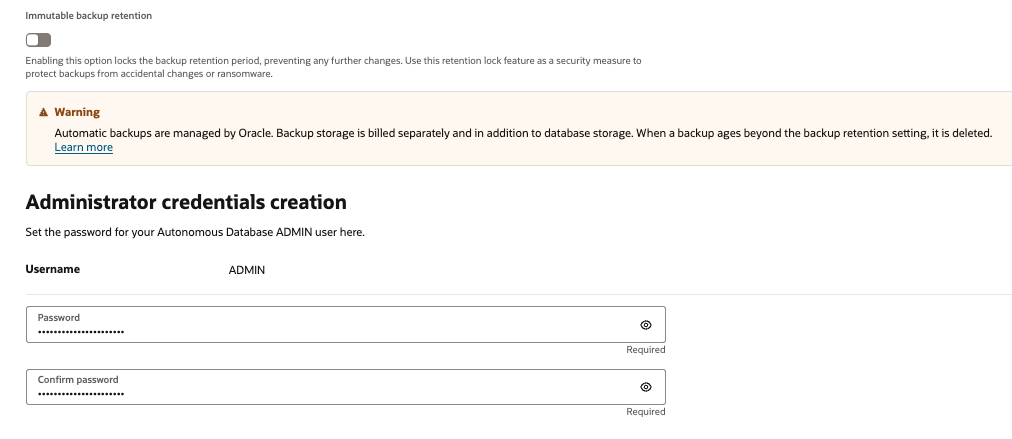 Immutable backup retention
Enabling this option locks the backup retention period, preventing any further changes. Use this retention lock feature as a security measure to
protect backups from accidental changes or ransomware.
Warning
Automatic backups are managed by Oracle. Backup storage is billed separately and in addition to database storage. When a backup ages beyond the backup retention setting, it is deleted.
Learn more
Administrator credentials creation
Set the password for your Autonomous Database ADMIN user here.
Username ADMIN
Password
••••••••••••••••••••••
Required
Confirm password
••••••••••••••••••••••
Required